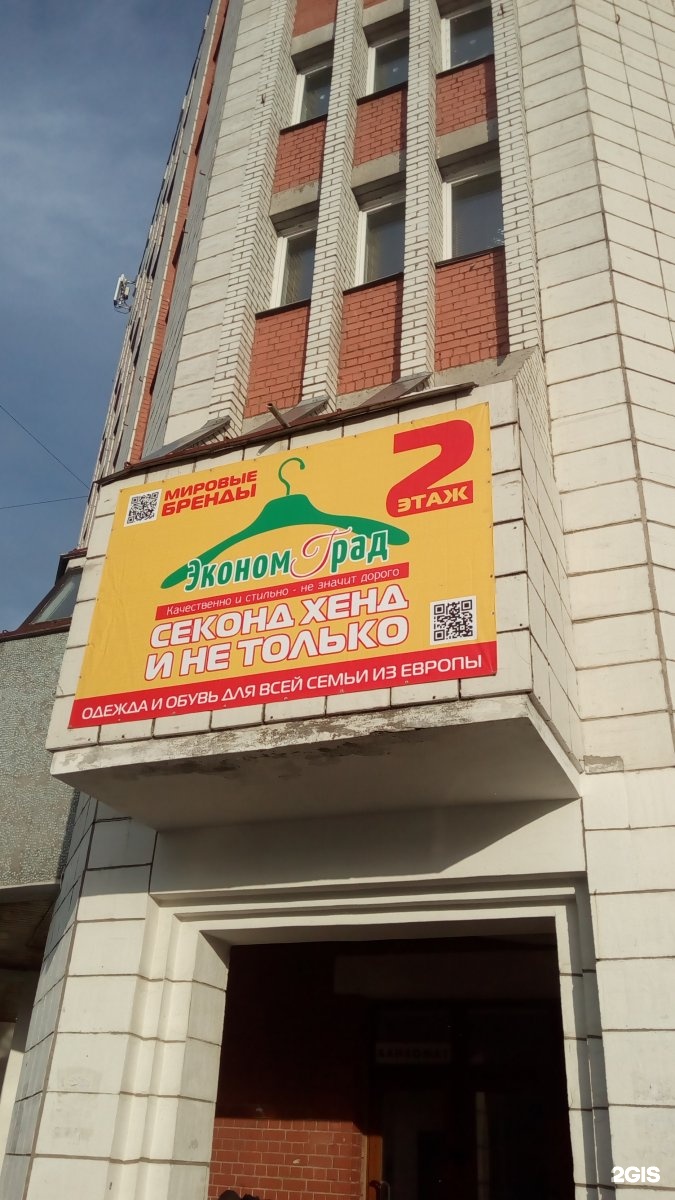 МИРОВЫЕ
БРЕНДЫ
2
ЭТАЖ
ЭкономГрад
Качественно и стильно - не значит дорого
СЕКОНД ХЕНД
И НЕ ТОЛЬКО
ОДЕЖДА И ОБУВЬ ДЛЯ ВСЕЙ СЕМЬИ ИЗ ЕВРОПЫ
2GIS